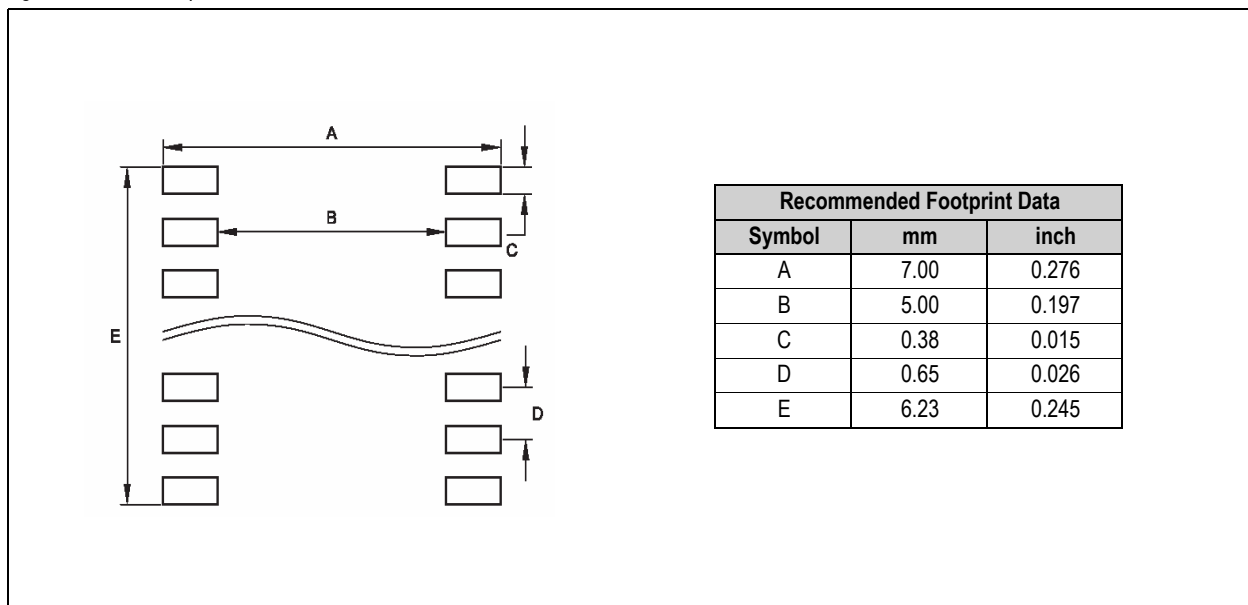 A
B
C
E
D
Recommended Footprint Data
Symbol mm inch
A 7.00 0.276
B 5.00 0.197
C 0.38 0.015
D 0.65 0.026
E 6.23 0.245